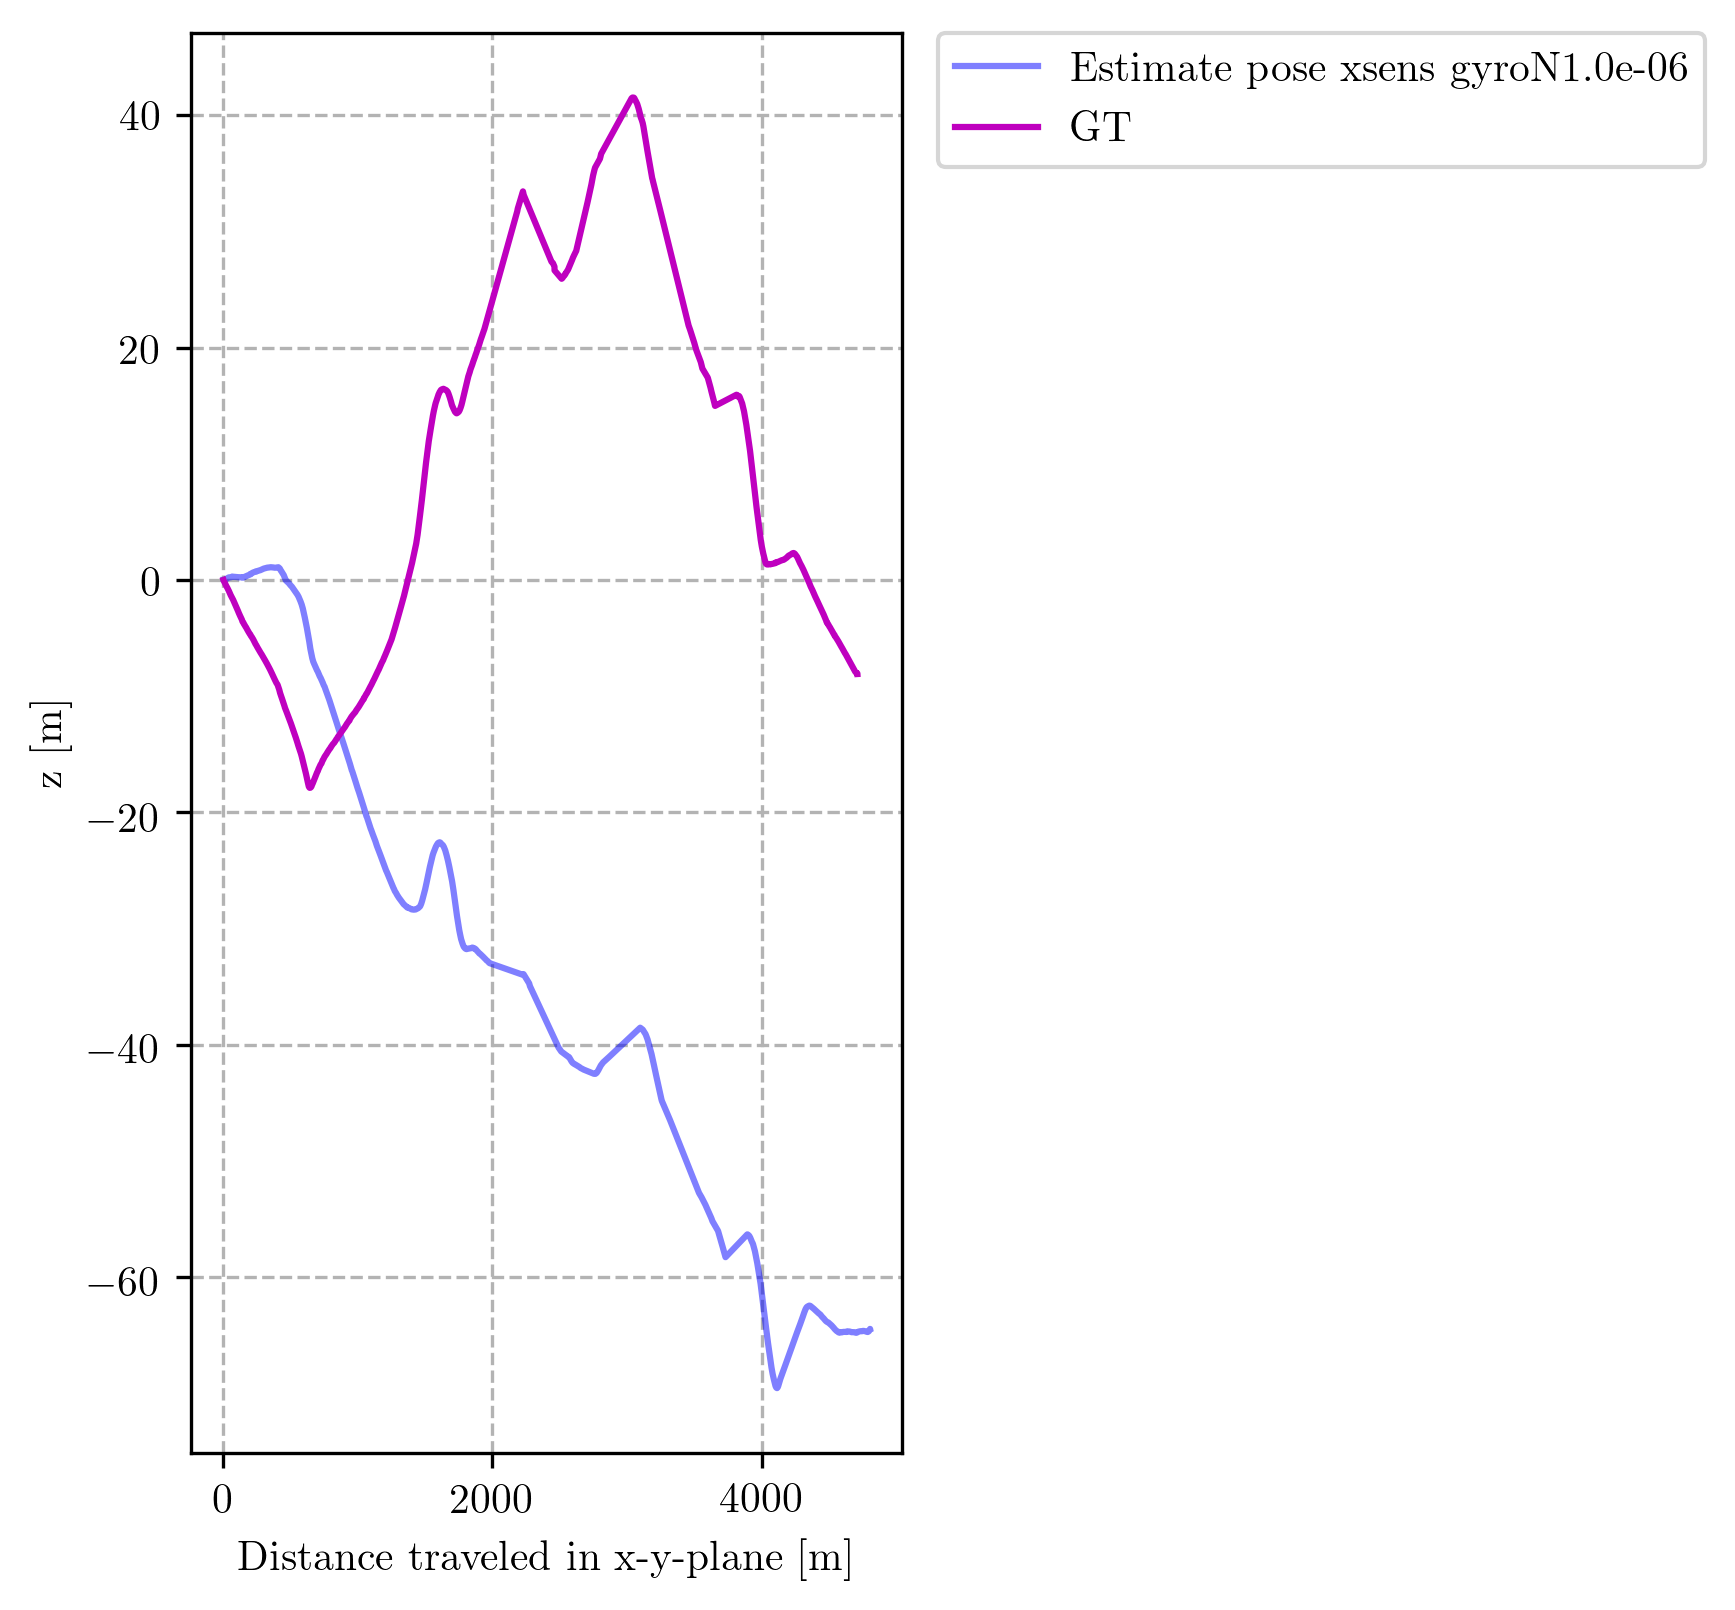 Estimate pose xsens gyroN1.0e-06
GT
40
20
0
−20
−40
−60
z [m]
0 2000 4000
Distance traveled in x-y-plane [m]